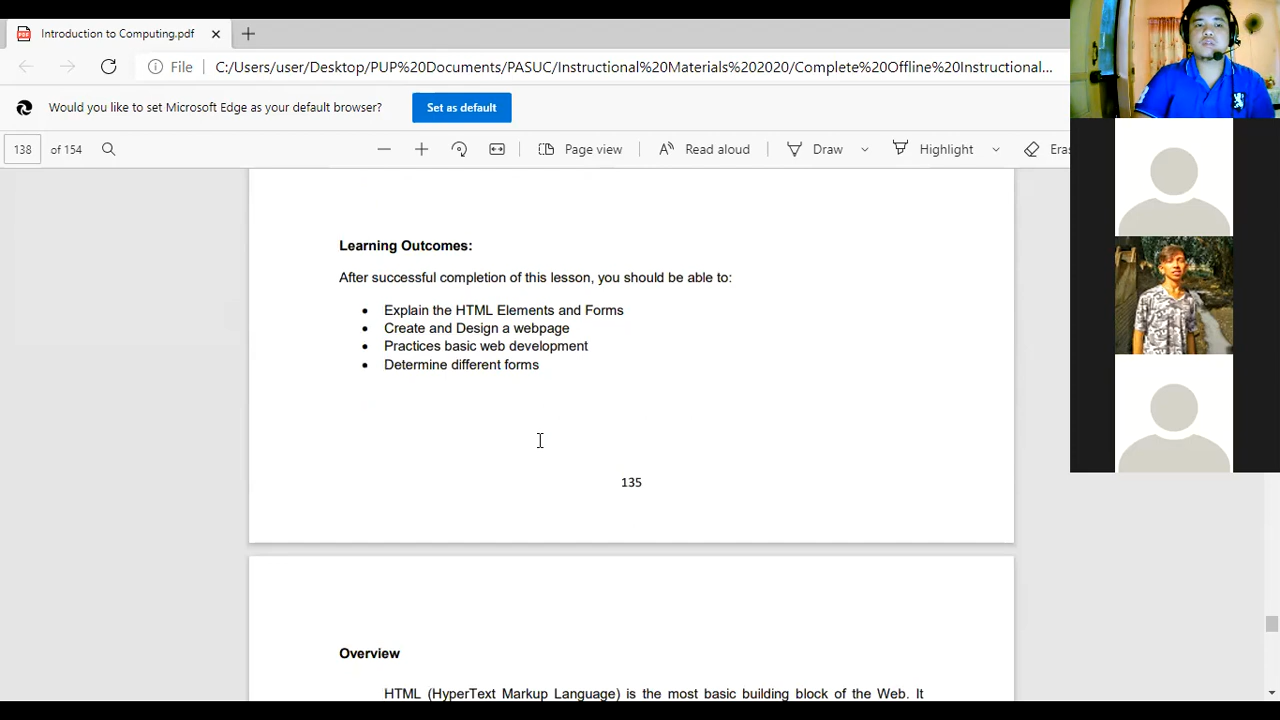 Introduction to Computing.pdf
File C:/Users/user/Desktop/PUP%20Documents/PASUC/Instructional%20Materials%202020/Complete%20Offline%20Instructional...
Would you like to set Microsoft Edge as your default browser? Set as default
138 of 154 Page view Read aloud Draw Highlight Eras
Learning Outcomes:
After successful completion of this lesson, you should be able to:
• Explain the HTML Elements and Forms
• Create and Design a webpage
• Practices basic web development
• Determine different forms
135
Overview
HTML (HyperText Markup Language) is the most basic building block of the Web. It